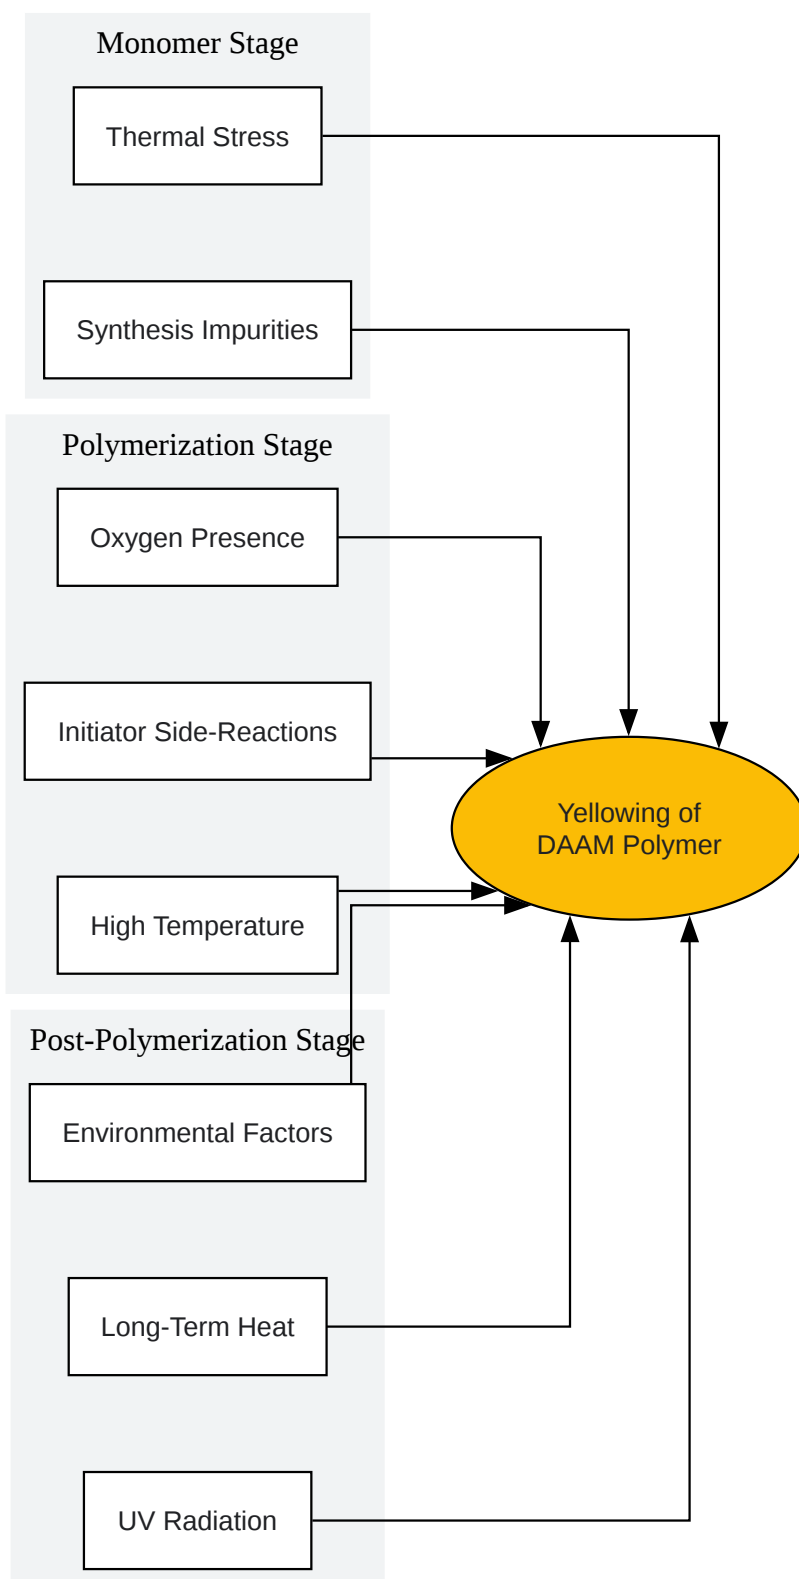 Monomer Stage
Thermal Stress
Synthesis Impurities
Polymerization Stage
Oxygen Presence
Initiator Side-Reactions
High Temperature
Yellowing of
DAAM Polymer
Post-Polymerization Stage
Environmental Factors
Long-Term Heat
UV Radiation